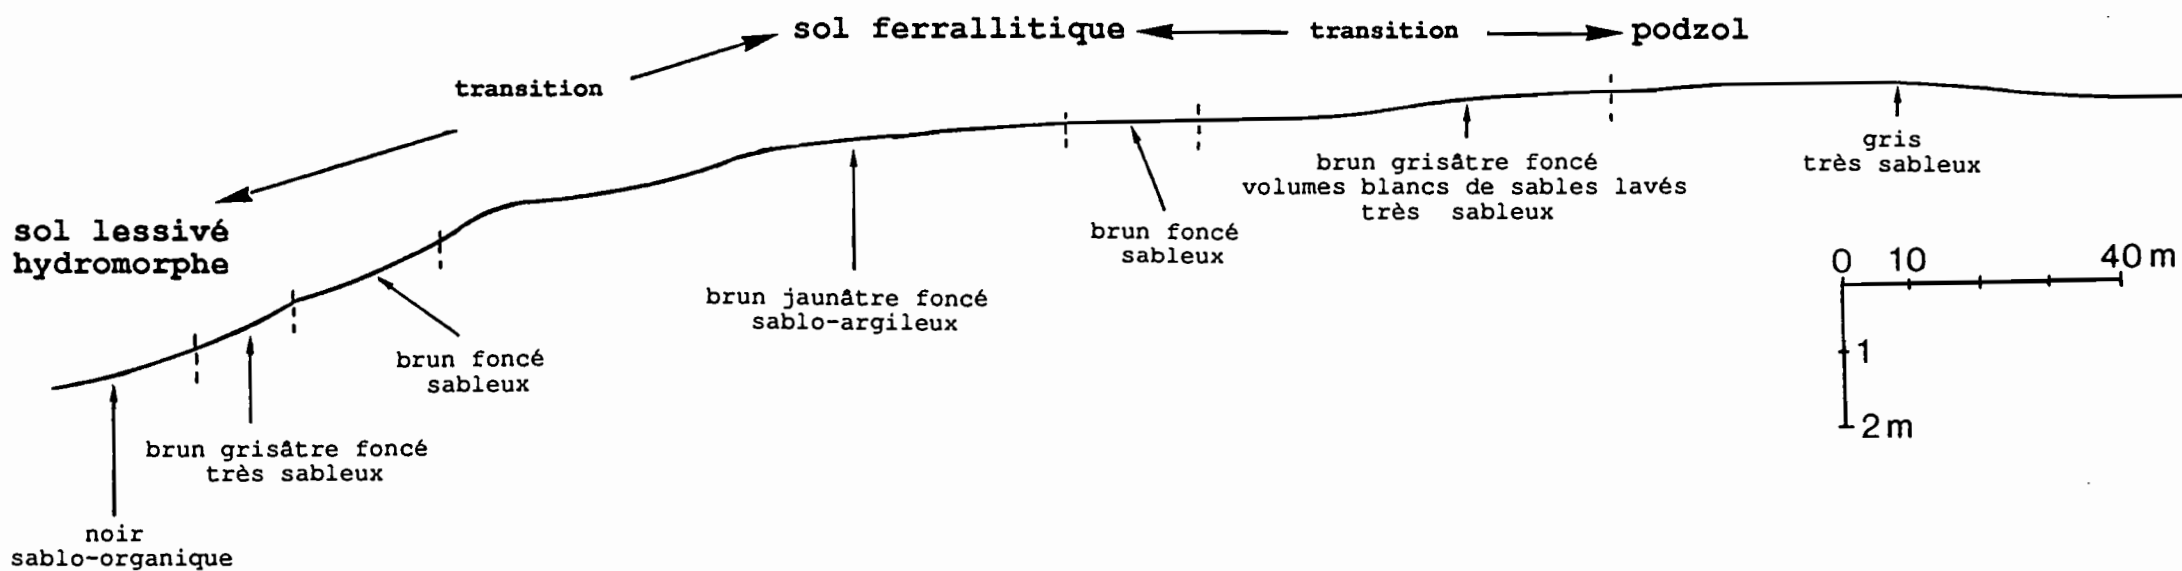 sol ferrallitique
transition
podzol
transition
sol lessivé
hydromorphe
gris
très sableux
brun grisâtre foncé
volumes blancs de sables lavés
très sableux
brun foncé
sableux
brun jaunâtre foncé
sablo-argileux
brun foncé
sableux
brun grisâtre foncé
très sableux
noir
sablo-organique
0 10 40 m
1
2 m